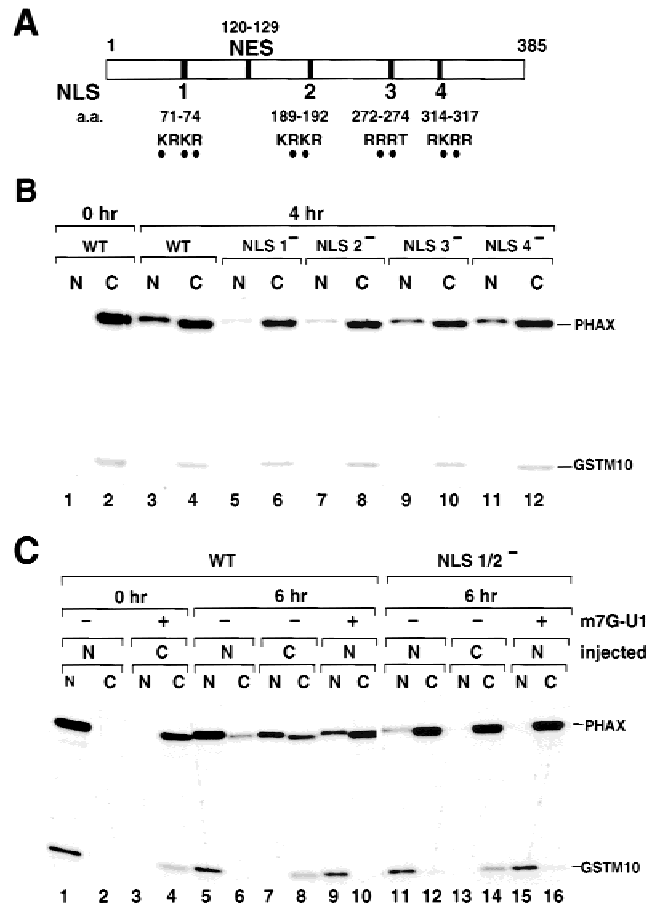 A
120-129
1 NES 385
NLS 1 2 3 4
a.a. 71-74 189-192 272-274 314-317
KRKR KRKR RRRT RKRR
B
0 hr 4 hr
WT WT NLS 1⁻ NLS 2⁻ NLS 3⁻ NLS 4⁻
N C N C N C N C N C N C
PHAX
GSTM10
1 2 3 4 5 6 7 8 9 10 11 12
C
WT NLS 1/2⁻
0 hr 6 hr 6 hr
– + – – + – – + m7G-U1
N C N C N N C N injected
N C N C N C N C N C N C N C N C
PHAX
GSTM10
1 2 3 4 5 6 7 8 9 10 11 12 13 14 15 16